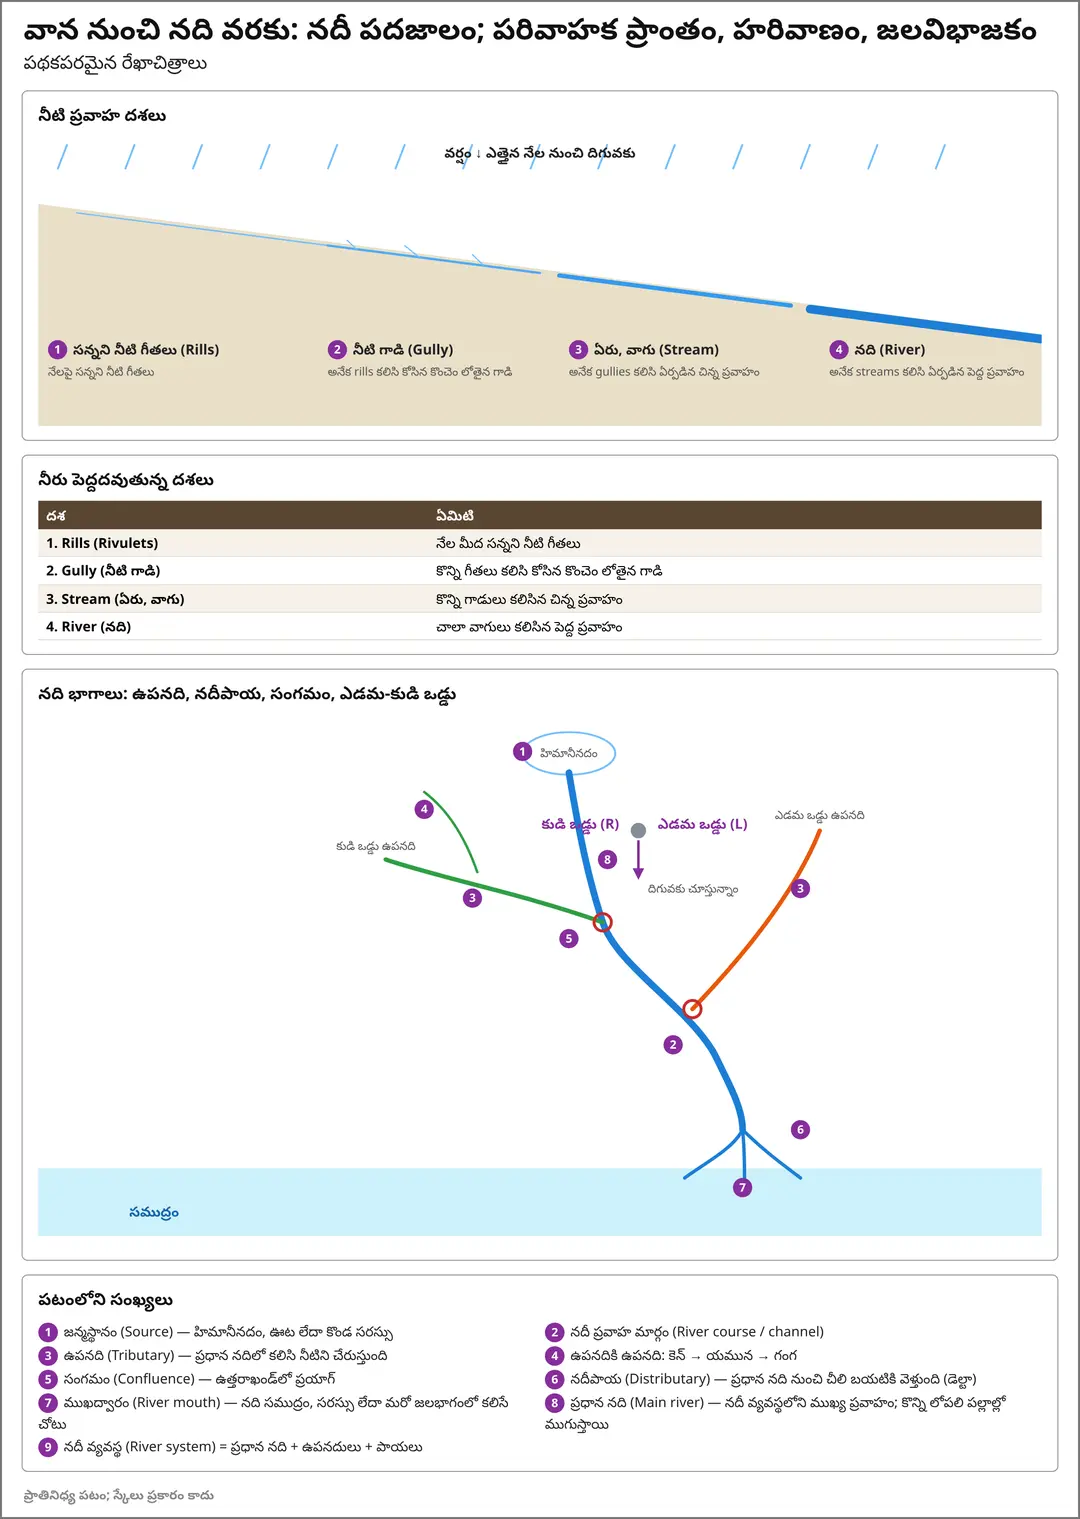 వాన నుంచి నది వరకు: నదీ పదజాలం; పరివాహక ప్రాంతం, హరివాణం, జలవిభాజకం
పథకపరమైన రేఖాచిత్రాలు
నీటి ప్రవాహ దశలు
వర్షం ↓ ఎత్తైన నేల నుంచి దిగువకు
1 సన్నని నీటి గీతలు (Rills)
నేలపై సన్నని నీటి గీతలు
2 నీటి గాడి (Gully)
అనేక rills కలిసి కోసిన కొంచెం లోతైన గాడి
3 ఏరు, వాగు (Stream)
అనేక gullies కలిసి ఏర్పడిన చిన్న ప్రవాహం
4 నది (River)
అనేక streams కలిసి ఏర్పడిన పెద్ద ప్రవాహం
నీరు పెద్దదవుతున్న దశలు
దశ ఏమిటి
1. Rills (Rivulets) నేల మీద సన్నని నీటి గీతలు
2. Gully (నీటి గాడి) కొన్ని గీతలు కలిసి కోసిన కొంచెం లోతైన గాడి
3. Stream (ఏరు, వాగు) కొన్ని గాడులు కలిసిన చిన్న ప్రవాహం
4. River (నది) చాలా వాగులు కలిసిన పెద్ద ప్రవాహం
నది భాగాలు: ఉపనది, నదీపాయ, సంగమం, ఎడమ-కుడి ఒడ్డు
1 హిమానీనదం
4
కుడి ఒడ్డు (R) ఎడమ ఒడ్డు (L)
ఎడమ ఒడ్డు ఉపనది
కుడి ఒడ్డు ఉపనది
8
దిగువకు చూస్తున్నాం
3
3
5
2
6
7
సముద్రం
పటంలోని సంఖ్యలు
1 జన్మస్థానం (Source) — హిమానీనదం, ఊట లేదా కొండ సరస్సు
2 నదీ ప్రవాహ మార్గం (River course / channel)
3 ఉపనది (Tributary) — ప్రధాన నదిలో కలిసి నీటిని చేరుస్తుంది
4 ఉపనదికి ఉపనది: కెన్ → యమున → గంగ
5 సంగమం (Confluence) — ఉత్తరాఖండ్‌లో ప్రయాగ్
6 నదీపాయ (Distributary) — ప్రధాన నది నుంచి చీలి బయటికి వెళ్తుంది (డెల్టా)
7 ముఖద్వారం (River mouth) — నది సముద్రం, సరస్సు లేదా మరో జలభాగంలో కలిసే
చోటు
8 ప్రధాన నది (Main river) — నదీ వ్యవస్థలోని ముఖ్య ప్రవాహం; కొన్ని లోపలి పల్లాల్లో
ముగుస్తాయి
9 నదీ వ్యవస్థ (River system) = ప్రధాన నది + ఉపనదులు + పాయలు
ప్రాతినిధ్య పటం; స్కేలు ప్రకారం కాదు